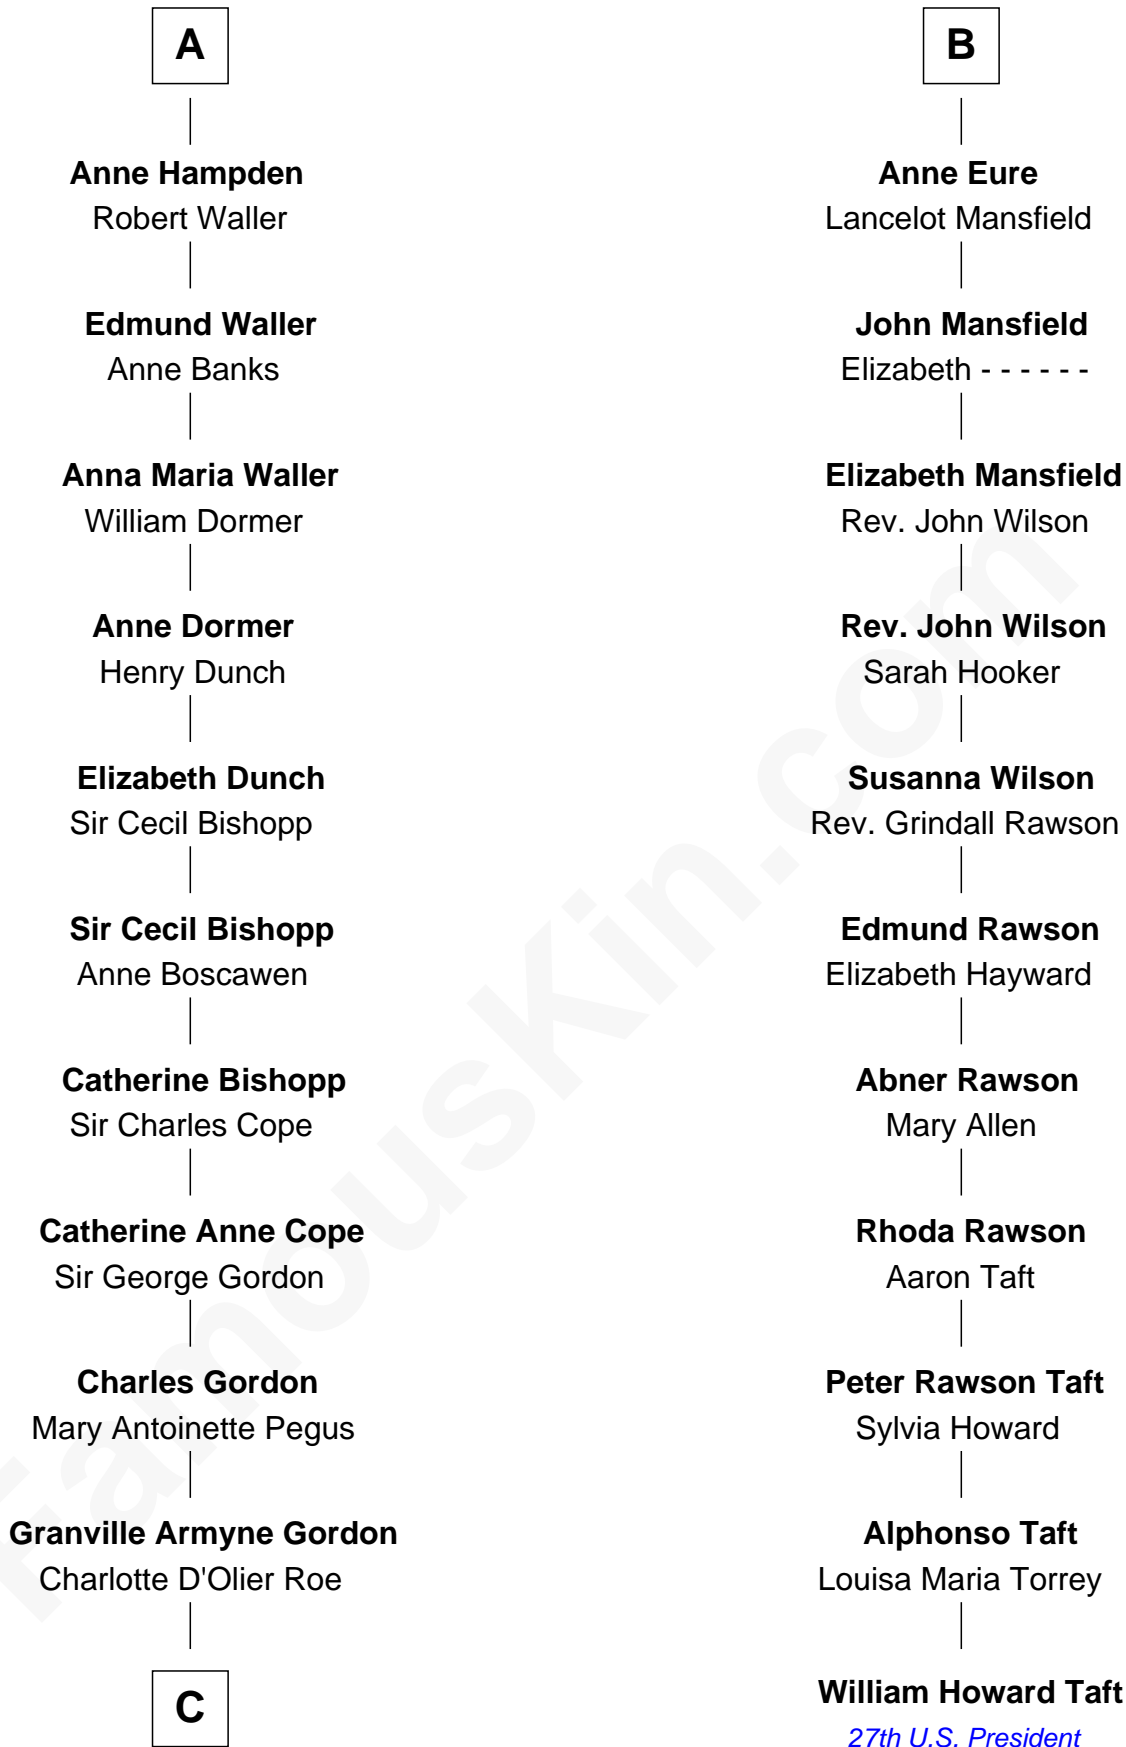 A
Anne Hampden
Robert Waller
Edmund Waller
Anne Banks
Anna Maria Waller
William Dormer
Anne Dormer
Henry Dunch
Elizabeth Dunch
Sir Cecil Bishopp
Sir Cecil Bishopp
Anne Boscawen
Catherine Bishopp
Sir Charles Cope
Catherine Anne Cope
Sir George Gordon
Charles Gordon
Mary Antoinette Pegus
Granville Armyne Gordon
Charlotte D'Olier Roe
C
B
Anne Eure
Lancelot Mansfield
John Mansfield
Elizabeth - - - - - -
Elizabeth Mansfield
Rev. John Wilson
Rev. John Wilson
Sarah Hooker
Susanna Wilson
Rev. Grindall Rawson
Edmund Rawson
Elizabeth Hayward
Abner Rawson
Mary Allen
Rhoda Rawson
Aaron Taft
Peter Rawson Taft
Sylvia Howard
Alphonso Taft
Louisa Maria Torrey
William Howard Taft
27th U.S. President
FamousKin.com